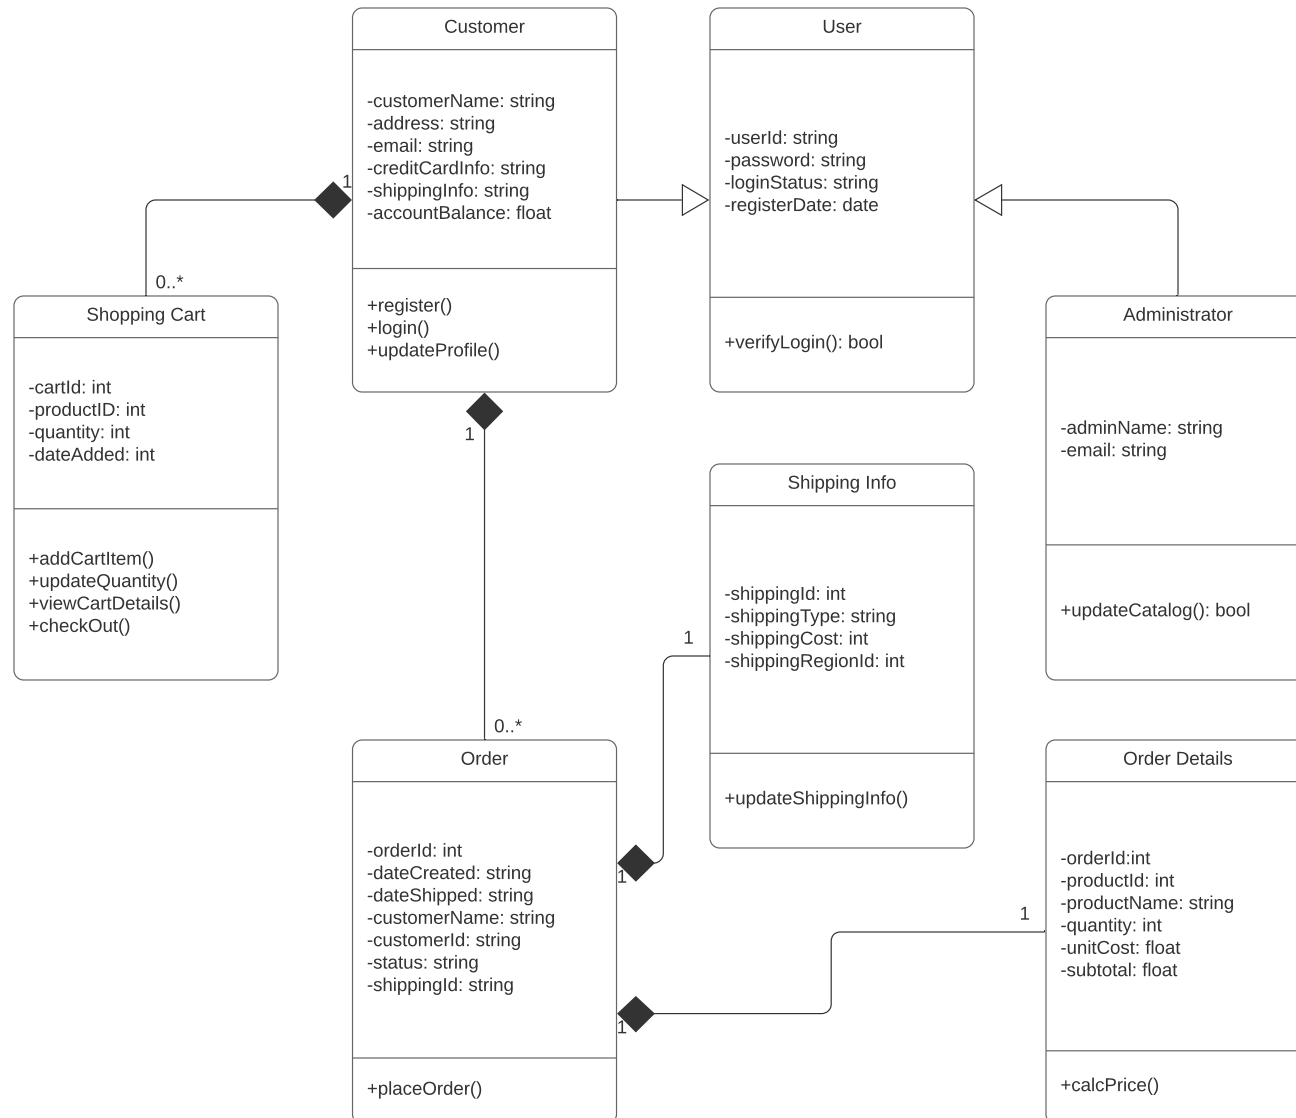 Customer
-customerName: string
-address: string
-email: string
-creditCardInfo: string
-shippingInfo: string
-accountBalance: float
+register()
+login()
+updateProfile()
User
-userId: string
-password: string
-loginStatus: string
-registerDate: date
+verifyLogin(): bool
1
0..*
Shopping Cart
-cartId: int
-productID: int
-quantity: int
-dateAdded: int
+addCartItem()
+updateQuantity()
+viewCartDetails()
+checkOut()
Administrator
-adminName: string
-email: string
+updateCatalog(): bool
1
0..*
Shipping Info
-shippingId: int
-shippingType: string
-shippingCost: int
-shippingRegionId: int
+updateShippingInfo()
1
1
Order
-orderId: int
-dateCreated: string
-dateShipped: string
-customerName: string
-customerId: string
-status: string
-shippingId: string
+placeOrder()
1
1
Order Details
-orderId:int
-productId: int
-productName: string
-quantity: int
-unitCost: float
-subtotal: float
+calcPrice()